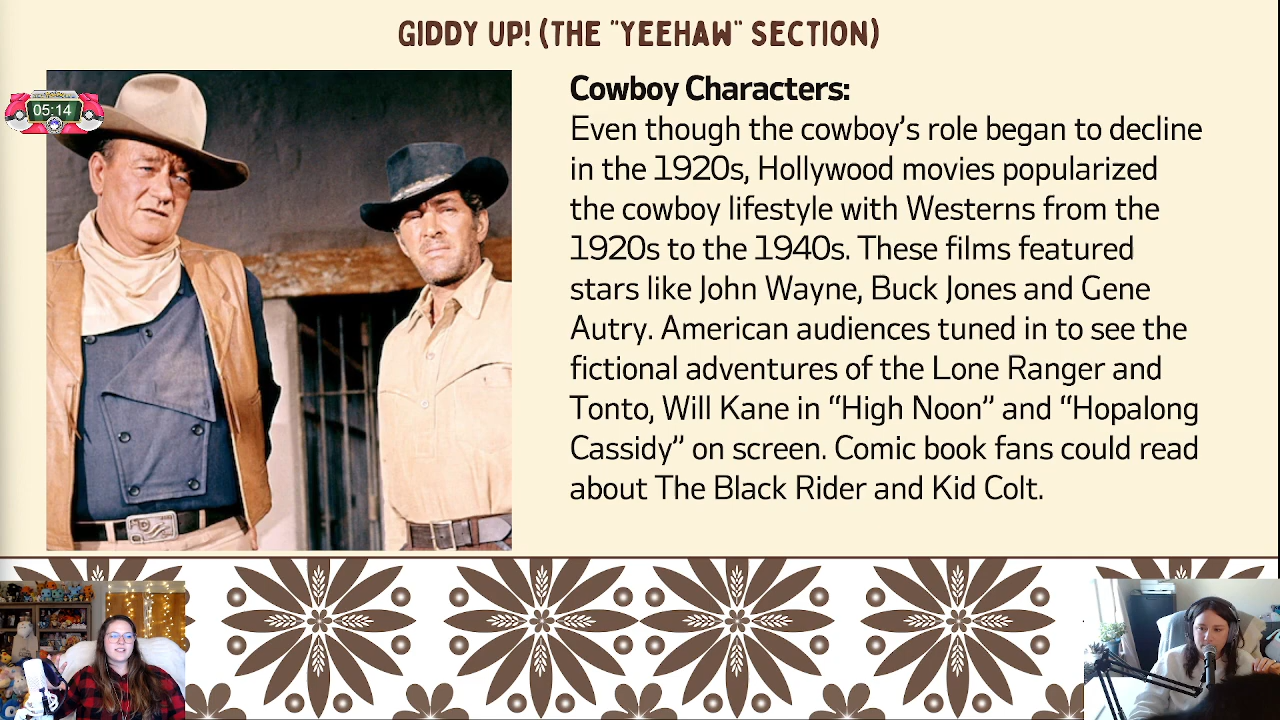 GIDDY UP! (THE "YEEHAW" SECTION)
05:14
Cowboy Characters:
Even though the cowboy’s role began to decline
in the 1920s, Hollywood movies popularized
the cowboy lifestyle with Westerns from the
1920s to the 1940s. These films featured
stars like John Wayne, Buck Jones and Gene
Autry. American audiences tuned in to see the
fictional adventures of the Lone Ranger and
Tonto, Will Kane in “High Noon” and “Hopalong
Cassidy” on screen. Comic book fans could read
about The Black Rider and Kid Colt.